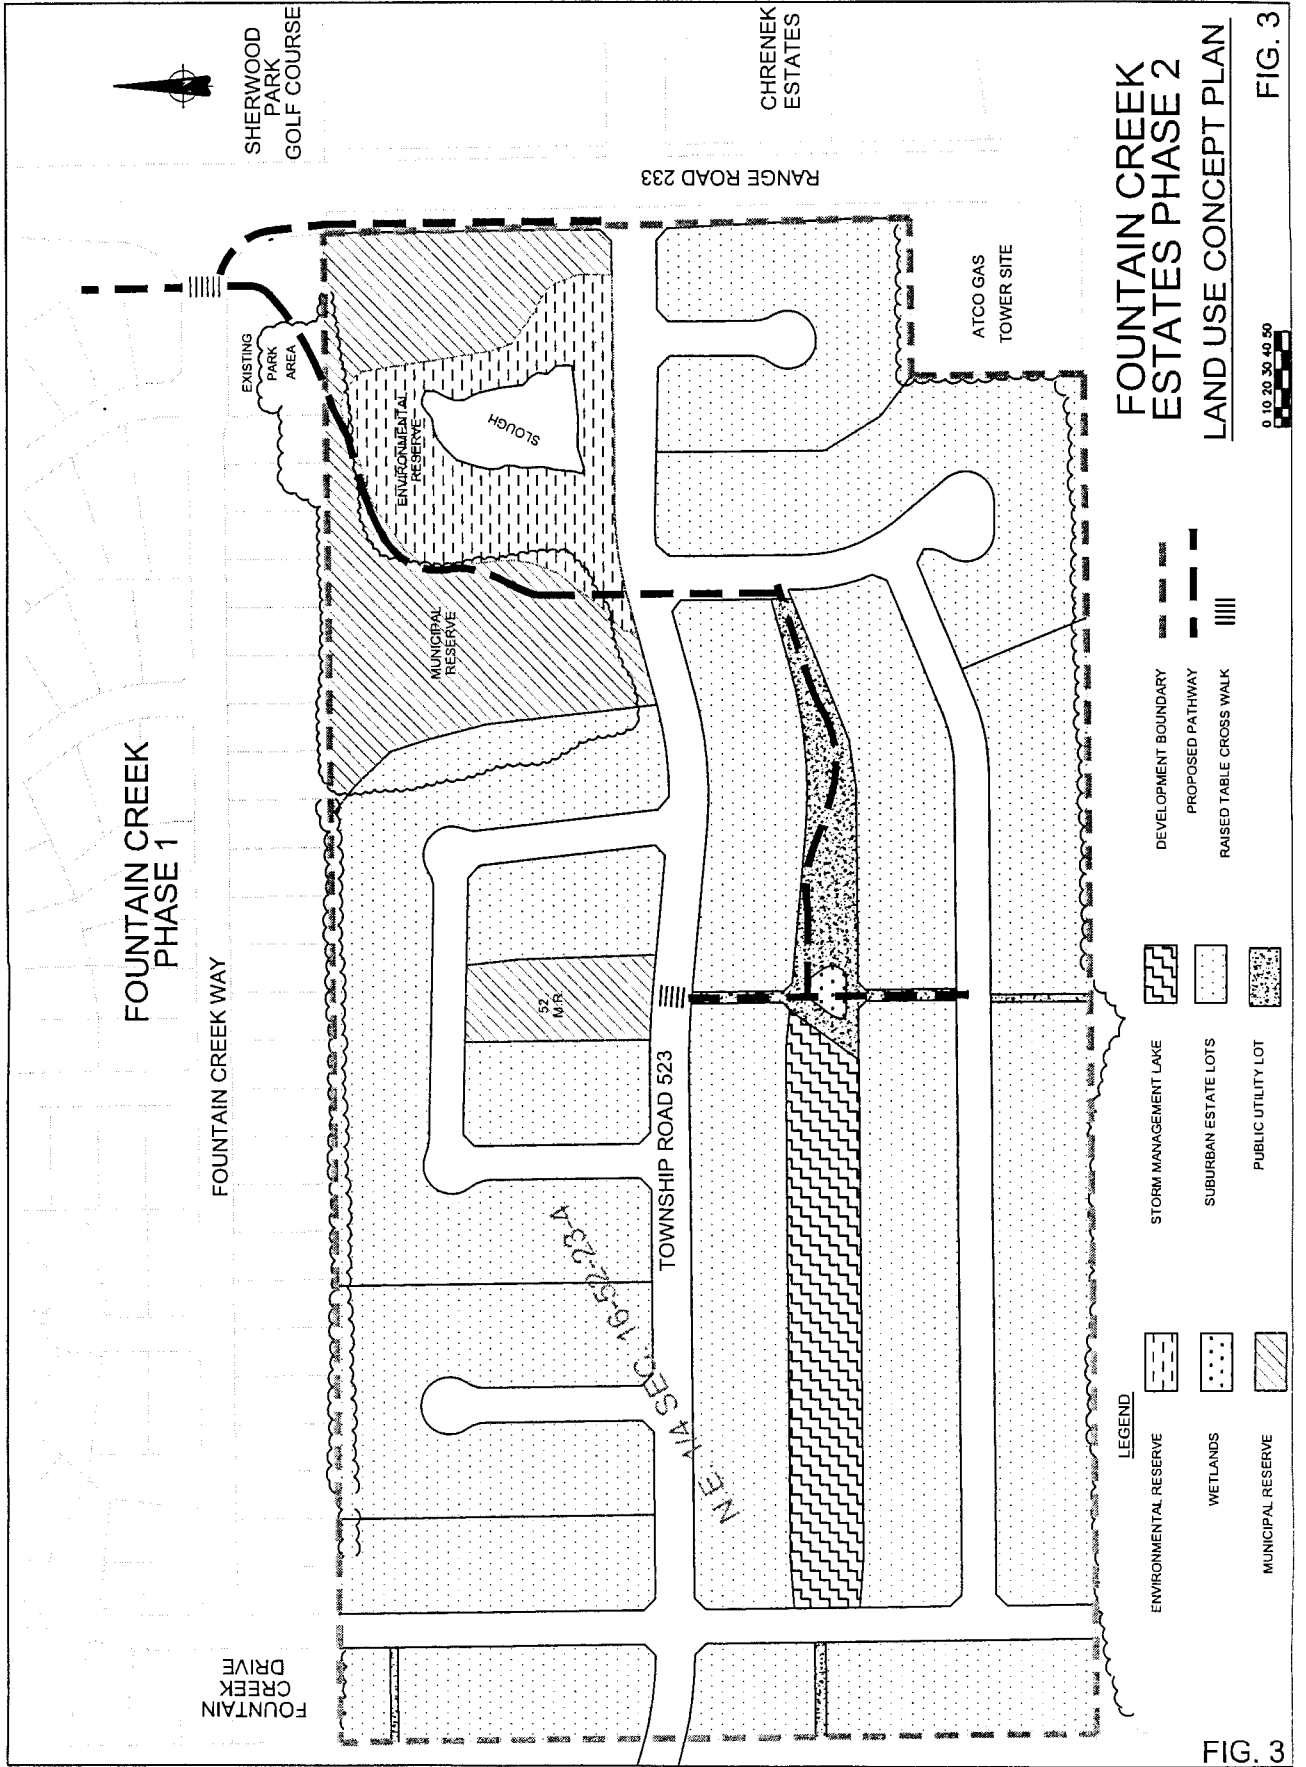 FOUNTAIN CREEK
PHASE 1
FOUNTAIN CREEK WAY
FOUNTAIN
CREEK
DRIVE
SHERWOOD
PARK
GOLF COURSE
CHRENEK
ESTATES
RANGE ROAD 233
EXISTING
PARK
AREA
ENVIRONMENTAL
RESERVE
SLOUGH
MUNICIPAL
RESERVE
52
M.R.
TOWNSHIP ROAD 523
NE 1/4 SEC. 16-52-23-4
ATCO GAS
TOWER SITE
LEGEND
ENVIRONMENTAL RESERVE
WETLANDS
MUNICIPAL RESERVE
STORM MANAGEMENT LAKE
SUBURBAN ESTATE LOTS
PUBLIC UTILITY LOT
DEVELOPMENT BOUNDARY
PROPOSED PATHWAY
RAISED TABLE CROSS WALK
FOUNTAIN CREEK
ESTATES PHASE 2
LAND USE CONCEPT PLAN
0 10 20 30 40 50
FIG. 3
FIG. 3